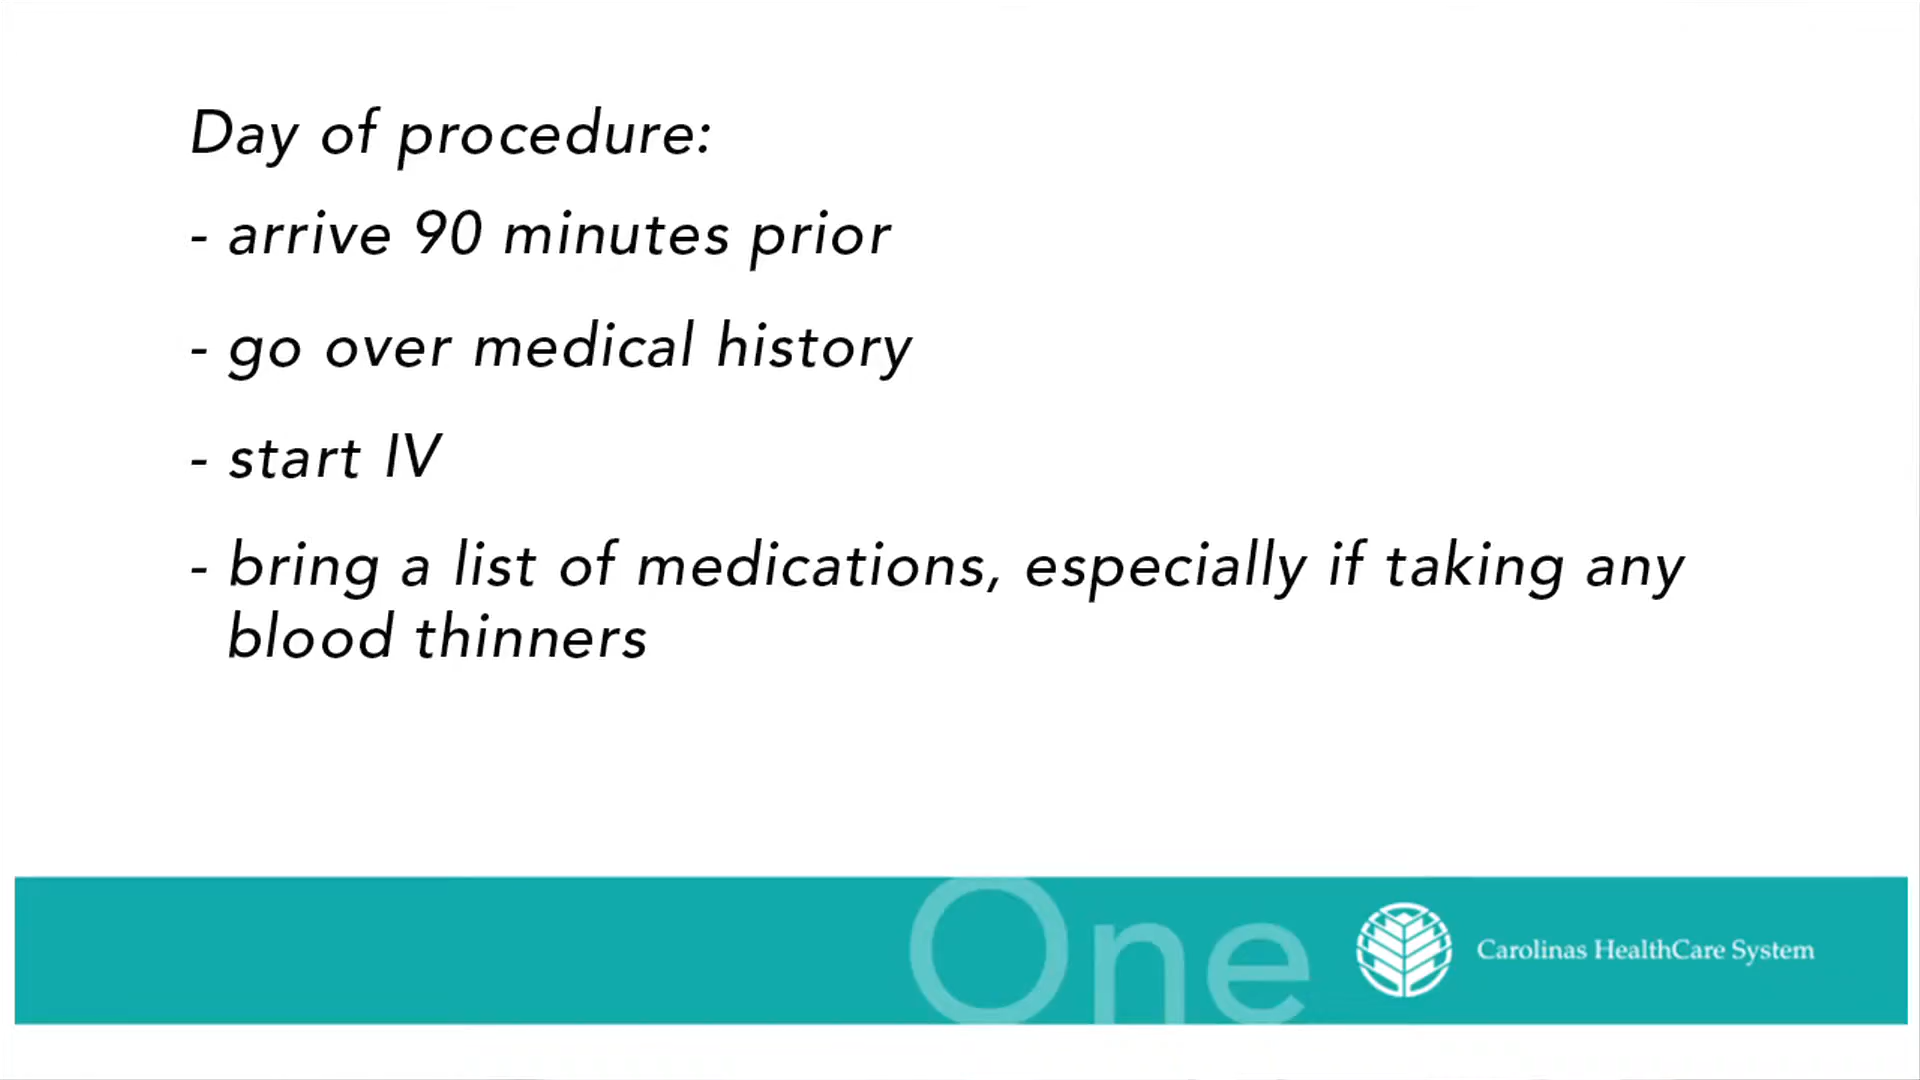 Day of procedure:
- arrive 90 minutes prior
- go over medical history
- start IV
- bring a list of medications, especially if taking any
blood thinners
One
Carolinas HealthCare System